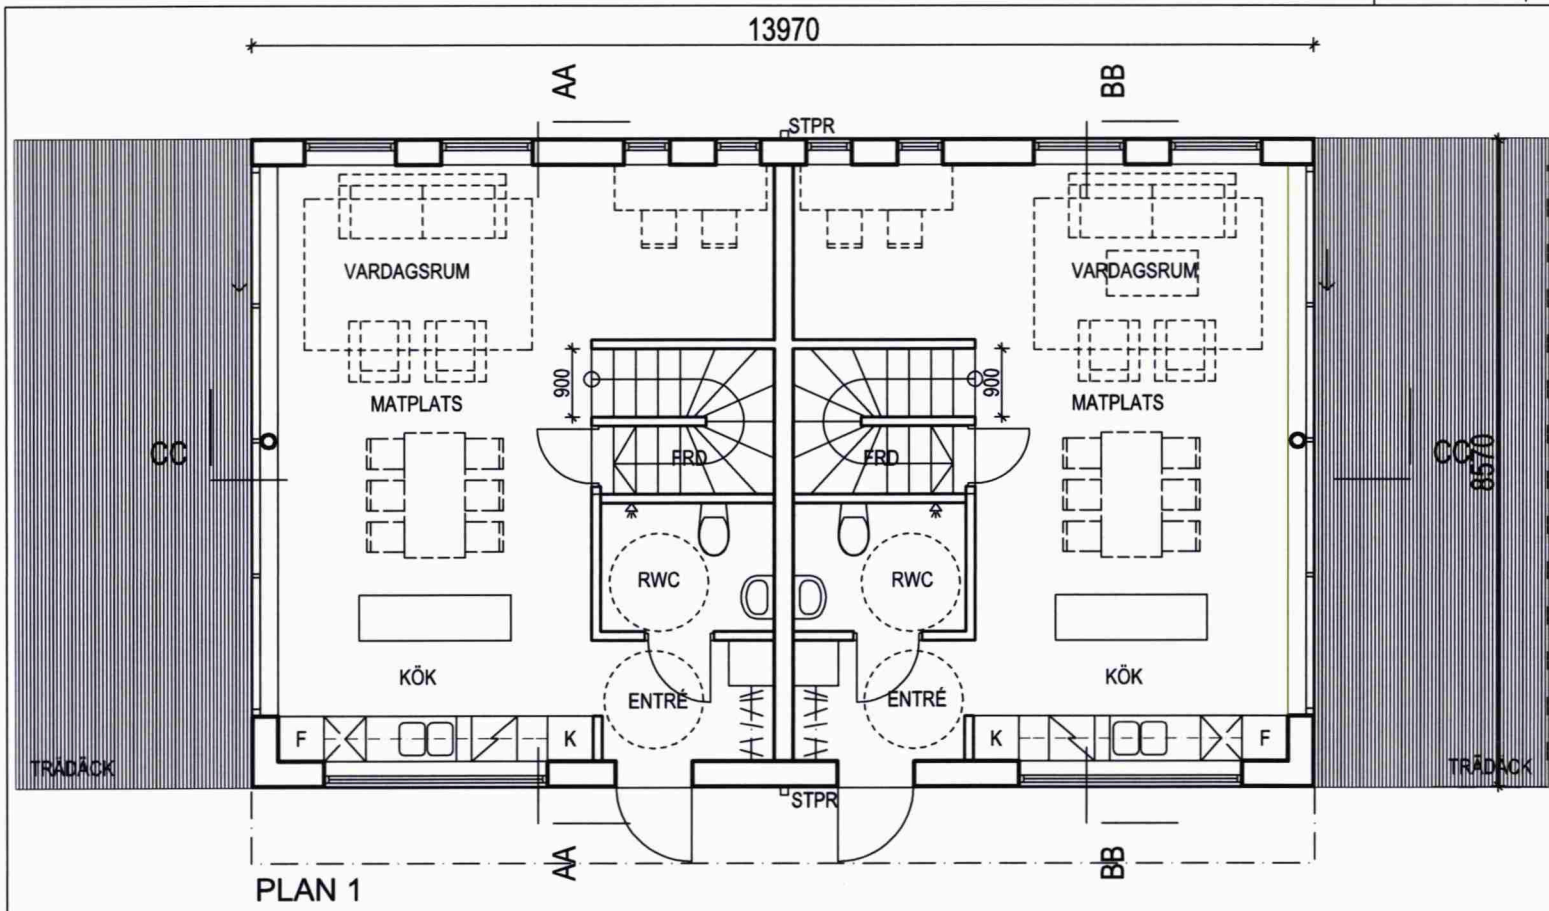 13970
AA
BB
STPR
VARDAGSRUM
VARDAGSRUM
900
900
MATPLATS
MATPLATS
CC
CC
8570
FRD
FRD
RWC
RWC
KÖK
KÖK
ENTRÉ
ENTRÉ
F
K
K
F
TRÄDÄCK
TRÄDÄCK
STPR
AA
BB
PLAN 1